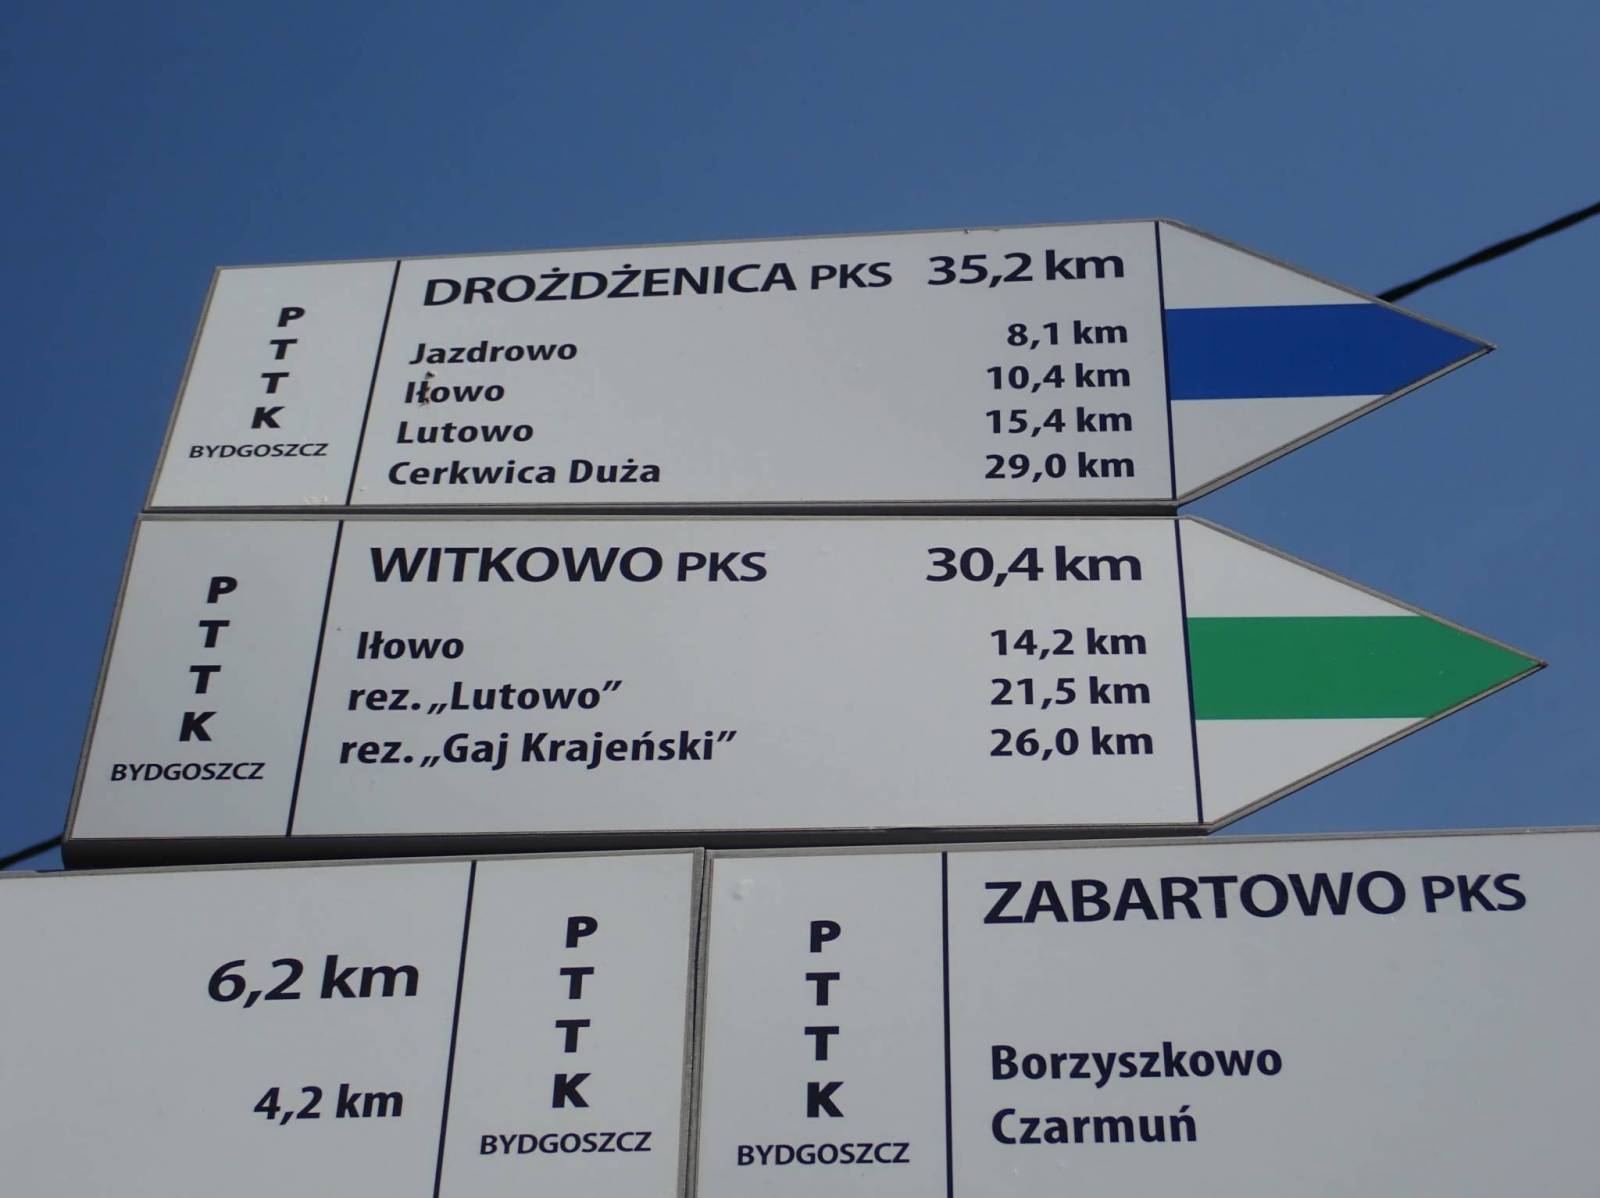 P
T
T
K
BYDGOSZCZ
DROŻDŻENICA PKS 35,2 km
Jazdrowo 8,1 km
Iłowo 10,4 km
Lutowo 15,4 km
Cerkwica Duża 29,0 km
P
T
T
K
BYDGOSZCZ
WITKOWO PKS 30,4 km
Iłowo 14,2 km
rez. „Lutowo” 21,5 km
rez. „Gaj Krajeński” 26,0 km
6,2 km
4,2 km
P
T
T
K
BYDGOSZCZ
P
T
T
K
BYDGOSZCZ
ZABARTOWO PKS
Borzyszkowo
Czarmuń